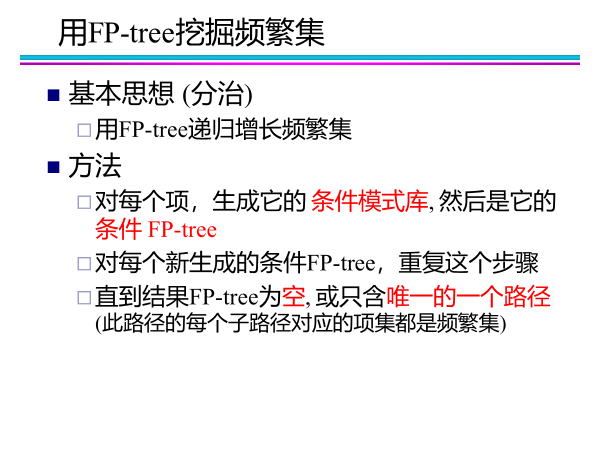 用FP-tree挖掘频繁集
基本思想 (分治)
用FP-tree递归增长频繁集
方法
对每个项，生成它的 条件模式库, 然后是它的
条件 FP-tree
对每个新生成的条件FP-tree，重复这个步骤
直到结果FP-tree为空, 或只含唯一的一个路径
(此路径的每个子路径对应的项集都是频繁集)